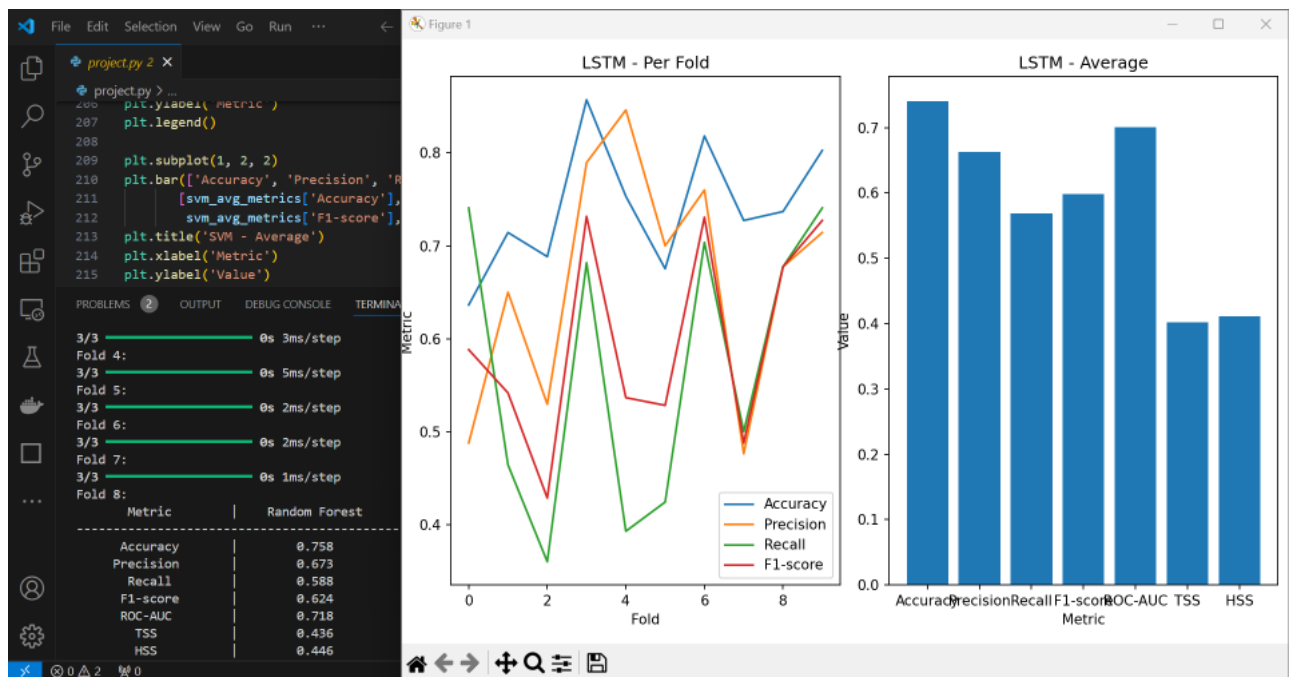 File Edit Selection View Go Run ···
project.py 2
project.py > ...
206 plt.ylabel('Metric')
207 plt.legend()
208
209 plt.subplot(1, 2, 2)
210 plt.bar(['Accuracy', 'Precision', 'R
211 [svm_avg_metrics['Accuracy'],
212 svm_avg_metrics['F1-score'],
213 plt.title('SVM - Average')
214 plt.xlabel('Metric')
215 plt.ylabel('Value')
PROBLEMS 2 OUTPUT DEBUG CONSOLE TERMINA
3/3 0s 3ms/step
Fold 4:
3/3 0s 5ms/step
Fold 5:
3/3 0s 2ms/step
Fold 6:
3/3 0s 2ms/step
Fold 7:
3/3 0s 1ms/step
Fold 8:
Metric | Random Forest
--------------------------------------------
Accuracy | 0.758
Precision | 0.673
Recall | 0.588
F1-score | 0.624
ROC-AUC | 0.718
TSS | 0.436
HSS | 0.446
0 2 0
Figure 1
LSTM - Per Fold
0.8
0.7
0.6
0.5
0.4
Metric
0 2 4 6 8
Fold
Accuracy
Precision
Recall
F1-score
LSTM - Average
0.7
0.6
0.5
0.4
0.3
0.2
0.1
0.0
Value
Accuracy Precision Recall F1-score ROC-AUC TSS HSS
Metric